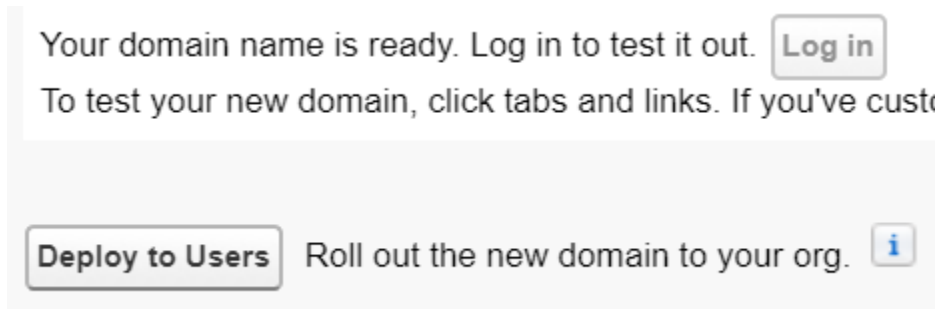 Your domain name is ready. Log in to test it out. Log in
To test your new domain, click tabs and links. If you've
Deploy to Users Roll out the new domain to your org. i